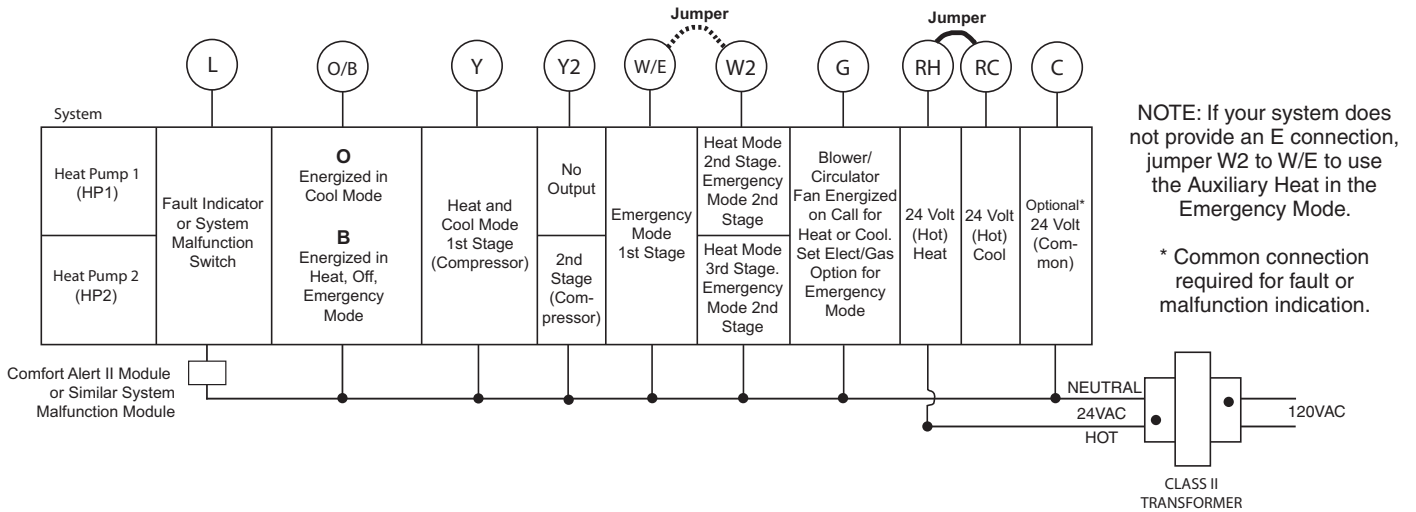 Jumper
Jumper
L
O/B
Y
Y2
W/E
W2
G
RH
RC
C
System
Heat Pump 1
(HP1)
Heat Pump 2
(HP2)
Fault Indicator
or System
Malfunction
Switch
O
Energized in
Cool Mode
B
Energized in
Heat, Off,
Emergency
Mode
Heat and
Cool Mode
1st Stage
(Compressor)
No
Output
2nd
Stage
(Com-
pressor)
Emergency
Mode
1st Stage
Heat Mode
2nd Stage.
Emergency
Mode 2nd
Stage
Heat Mode
3rd Stage.
Emergency
Mode 2nd
Stage
Blower/
Circulator
Fan Energized
on Call for
Heat or Cool.
Set Elect/Gas
Option for
Emergency
Mode
24 Volt
(Hot)
Heat
24 Volt
(Hot)
Cool
Optional*
24 Volt
(Com-
mon)
NOTE: If your system does
not provide an E connection,
jumper W2 to W/E to use
the Auxiliary Heat in the
Emergency Mode.
* Common connection
required for fault or
malfunction indication.
Comfort Alert II Module
or Similar System
Malfunction Module
NEUTRAL
24VAC
HOT
120VAC
CLASS II
TRANSFORMER